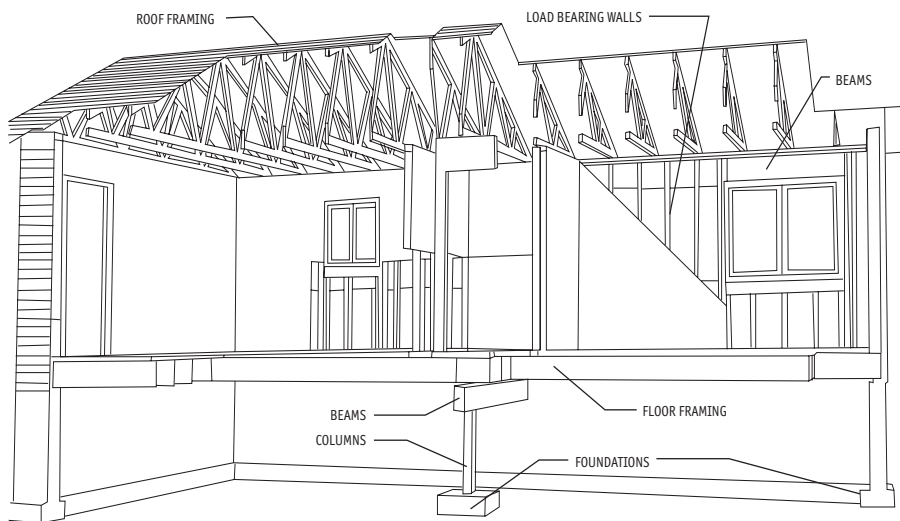 ROOF FRAMING
LOAD BEARING WALLS
BEAMS
BEAMS
FLOOR FRAMING
COLUMNS
FOUNDATIONS